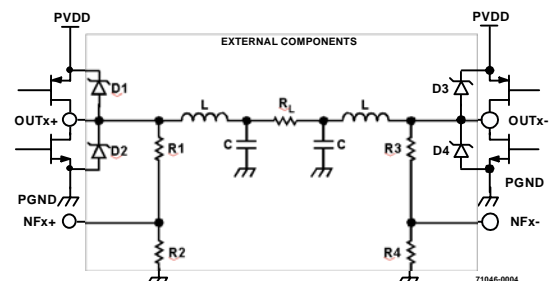 PVDD
PVDD
EXTERNAL COMPONENTS
D1
D3
L
RL
L
OUTx+
OUTx-
D2
R1
C
C
R3
D4
PGND
PGND
NFx+
NFx-
R2
R4
71046-0004